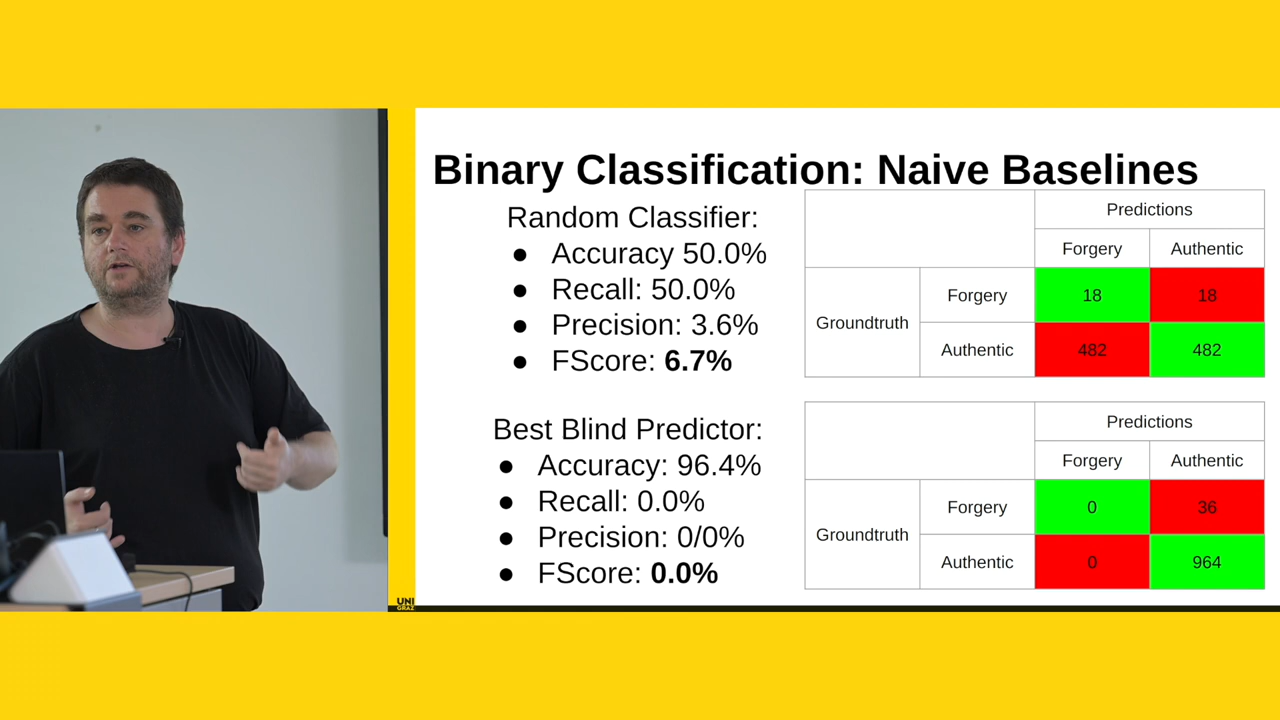 Binary Classification: Naive Baselines
Random Classifier:
● Accuracy 50.0%
● Recall: 50.0%
● Precision: 3.6%
● FScore: 6.7%
Predictions
Forgery Authentic
Groundtruth
Forgery 18 18
Authentic 482 482
Best Blind Predictor:
● Accuracy: 96.4%
● Recall: 0.0%
● Precision: 0/0%
● FScore: 0.0%
Predictions
Forgery Authentic
Groundtruth
Forgery 0 36
Authentic 0 964
UNI
GRAZ